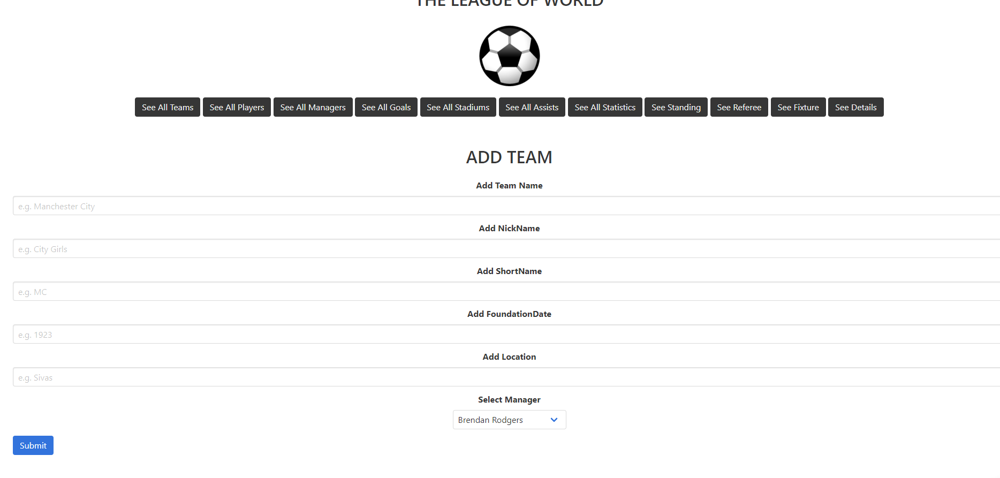 THE LEAGUE OF WORLD
See All Teams See All Players See All Managers See All Goals See All Stadiums See All Assists See All Statistics See Standing See Referee See Fixture See Details
ADD TEAM
Add Team Name
e.g. Manchester City
Add NickName
e.g. City Girls
Add ShortName
e.g. MC
Add FoundationDate
e.g. 1923
Add Location
e.g. Sivas
Select Manager
Brendan Rodgers
Submit